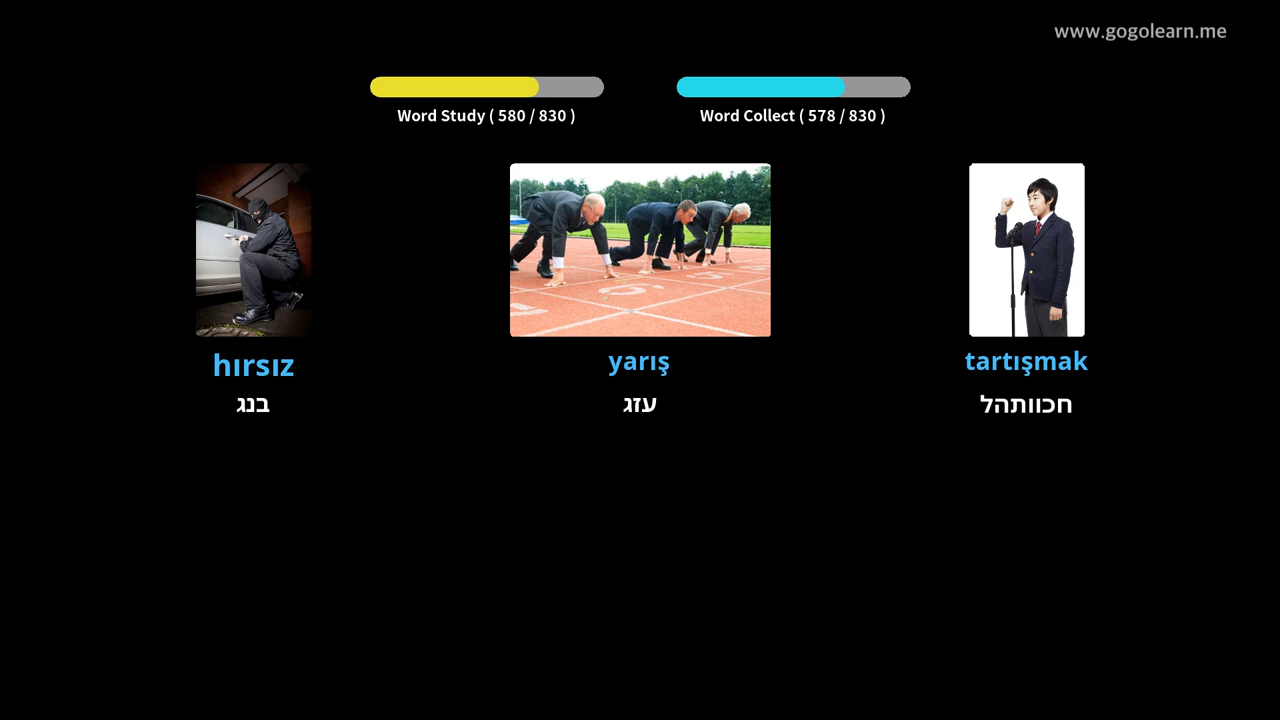 www.gogolearn.me
Word Study ( 580 / 830 )
Word Collect ( 578 / 830 )
hırsız
בנג
yarış
עזג
tartışmak
חכוותהל